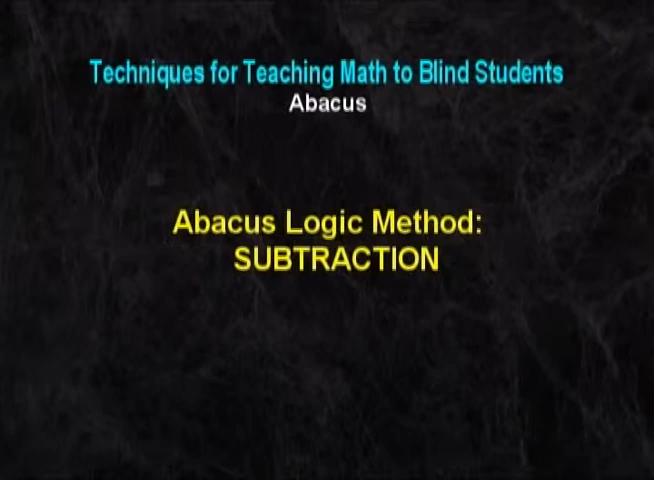 Techniques for Teaching Math to Blind Students
Abacus
Abacus Logic Method:
SUBTRACTION